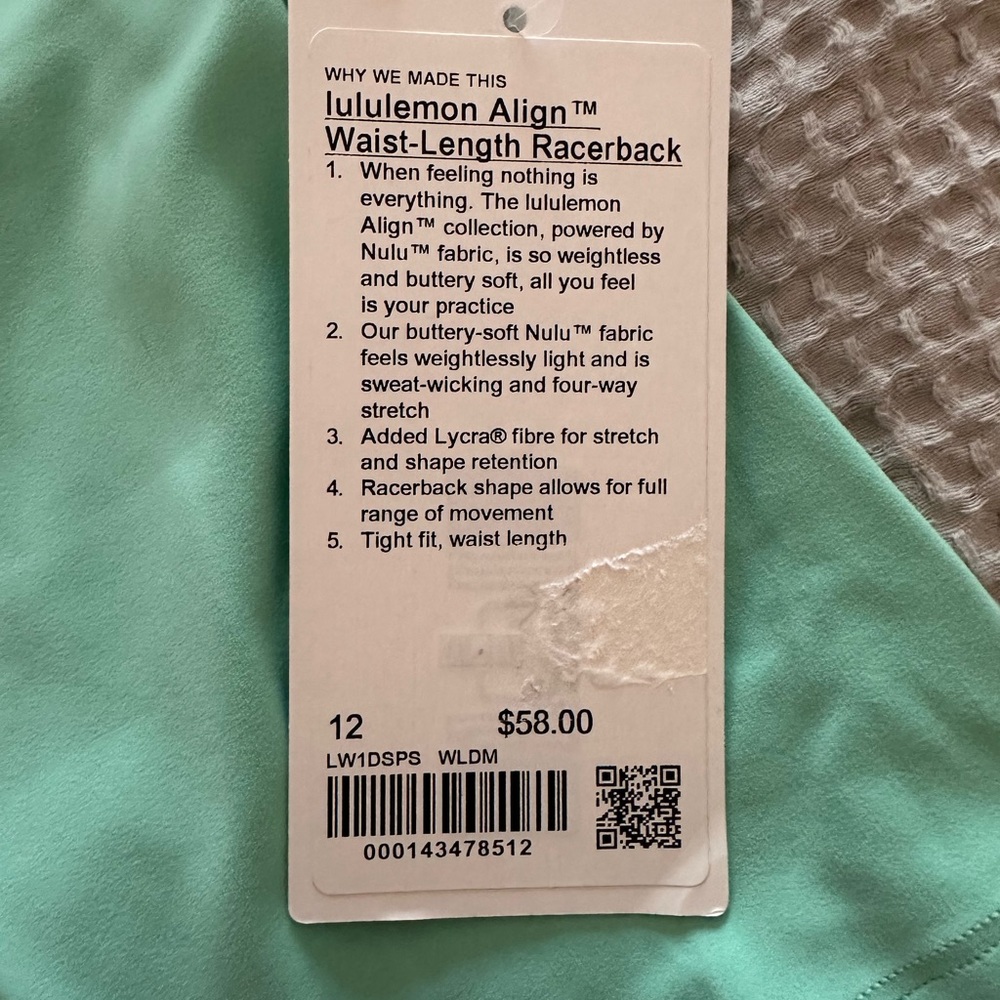 WHY WE MADE THIS
lululemon Align™
Waist-Length Racerback
1. When feeling nothing is
everything. The lululemon
Align™ collection, powered by
Nulu™ fabric, is so weightless
and buttery soft, all you feel
is your practice
2. Our buttery-soft Nulu™ fabric
feels weightlessly light and is
sweat-wicking and four-way
stretch
3. Added Lycra® fibre for stretch
and shape retention
4. Racerback shape allows for full
range of movement
5. Tight fit, waist length
12 $58.00
LW1DSPS WLDM
000143478512